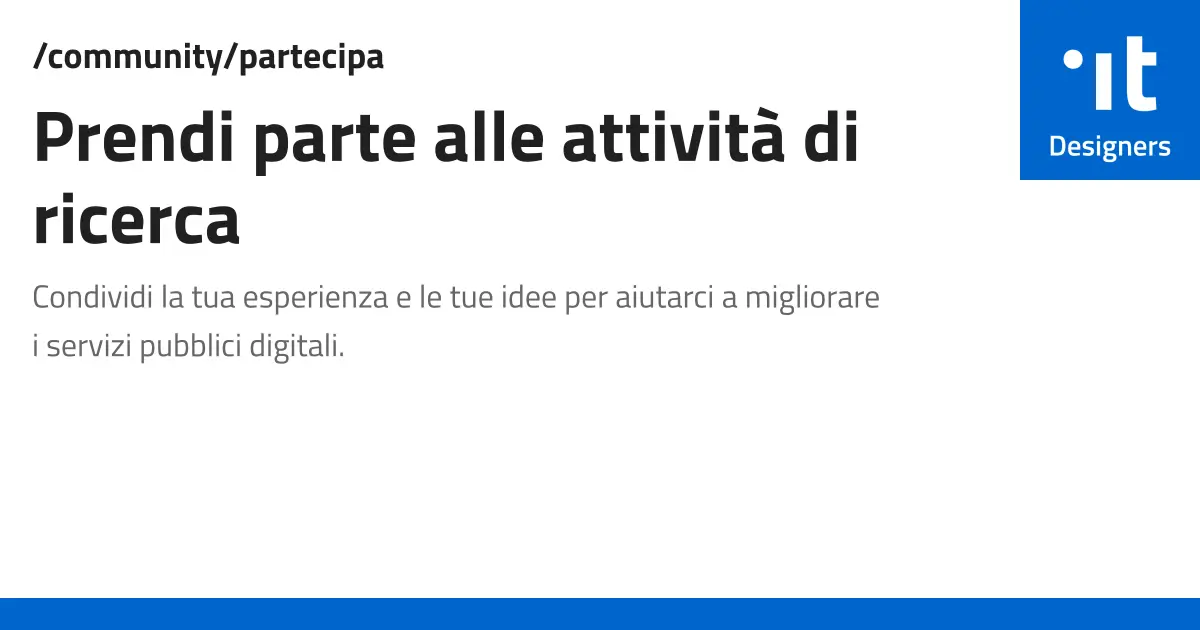 /community/partecipa
Prendi parte alle attività di
ricerca
Condividi la tua esperienza e le tue idee per aiutarci a migliorare
i servizi pubblici digitali.
it
Designers